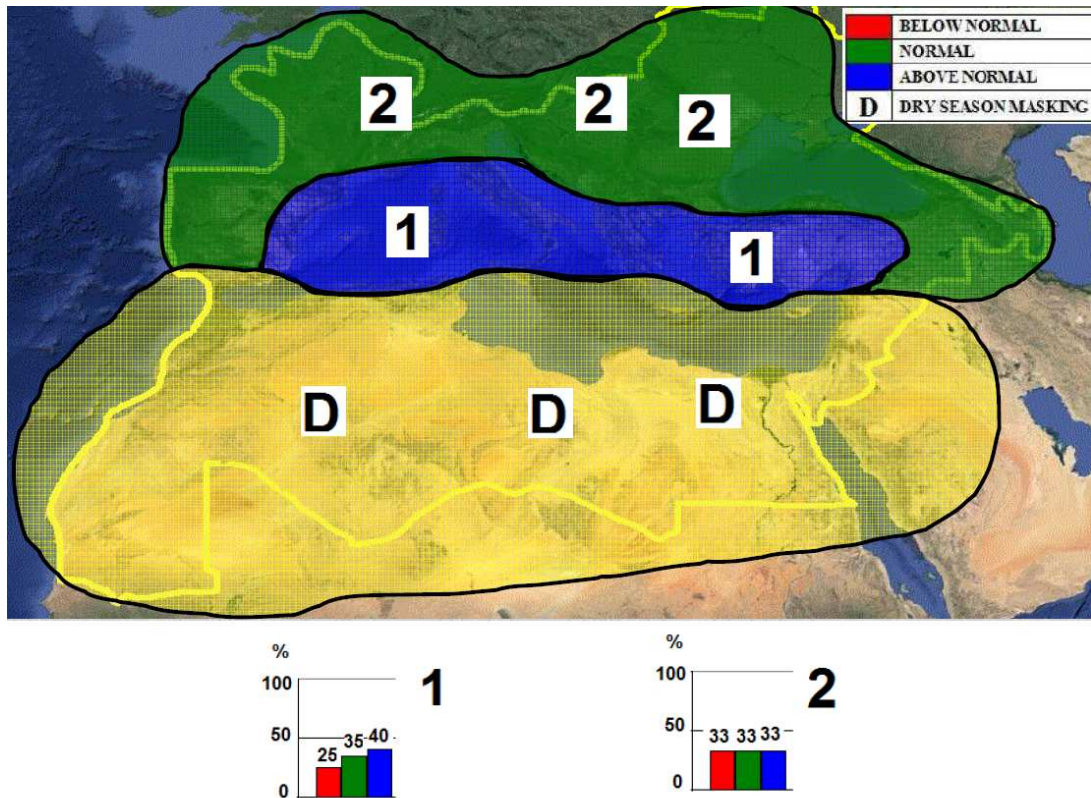 BELOW NORMAL
NORMAL
ABOVE NORMAL
D DRY SEASON MASKING
2 2 2
1 1
D D D
% 1
100
50
0
25 35 40
% 2
100
50
0
33 33 33